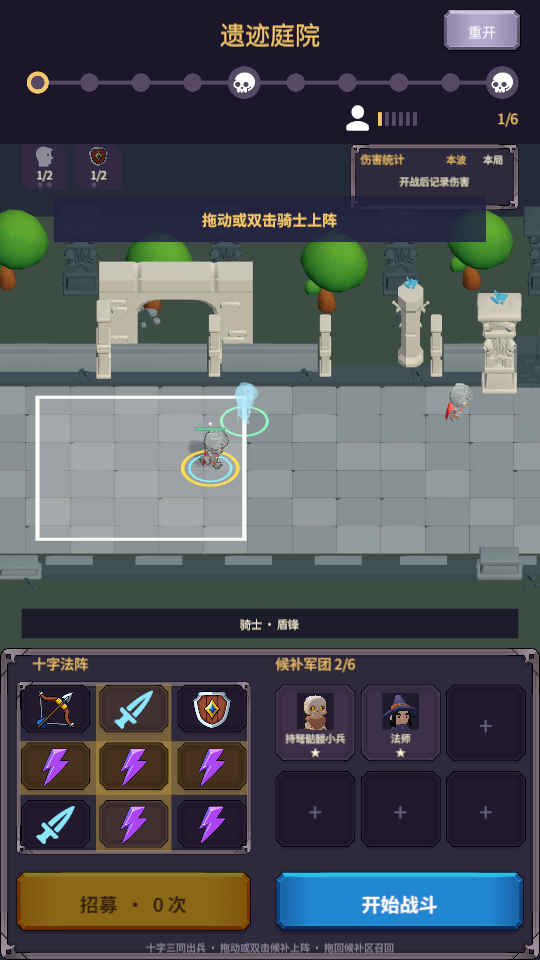 遗迹庭院
重开
1/6
1/2
1/2
伤害统计 本波 本局
开战后记录伤害
拖动或双击骑士上阵
骑士·盾锋
十字法阵
候补军团 2/6
持弩骷髅小兵
★
法师
★
+
+
+
+
招募 · 0 次
开始战斗
十字三同出兵 · 拖动或双击候补上阵 · 拖回候补区召回